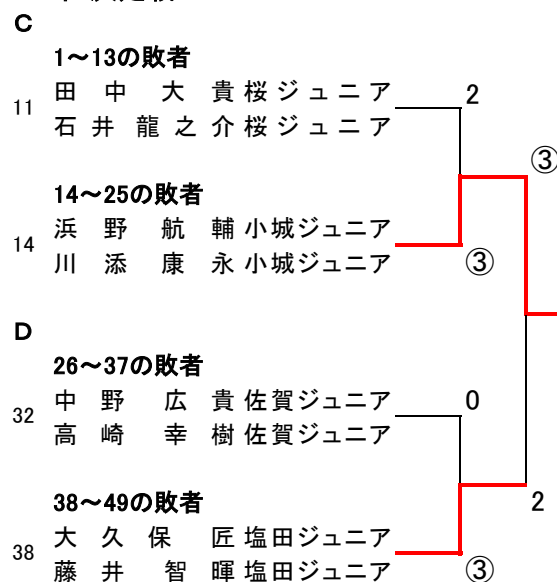 C
1～13の敗者
11 田中大貴 桜ジュニア 2
石井龍之介 桜ジュニア
③
14～25の敗者
14 浜野航輔 小城ジュニア
川添康永 小城ジュニア ③
D
26～37の敗者
32 中野広貴 佐賀ジュニア 0
高崎幸樹 佐賀ジュニア
38～49の敗者 2
38 大久保匠 塩田ジュニア
藤井智暉 塩田ジュニア ③